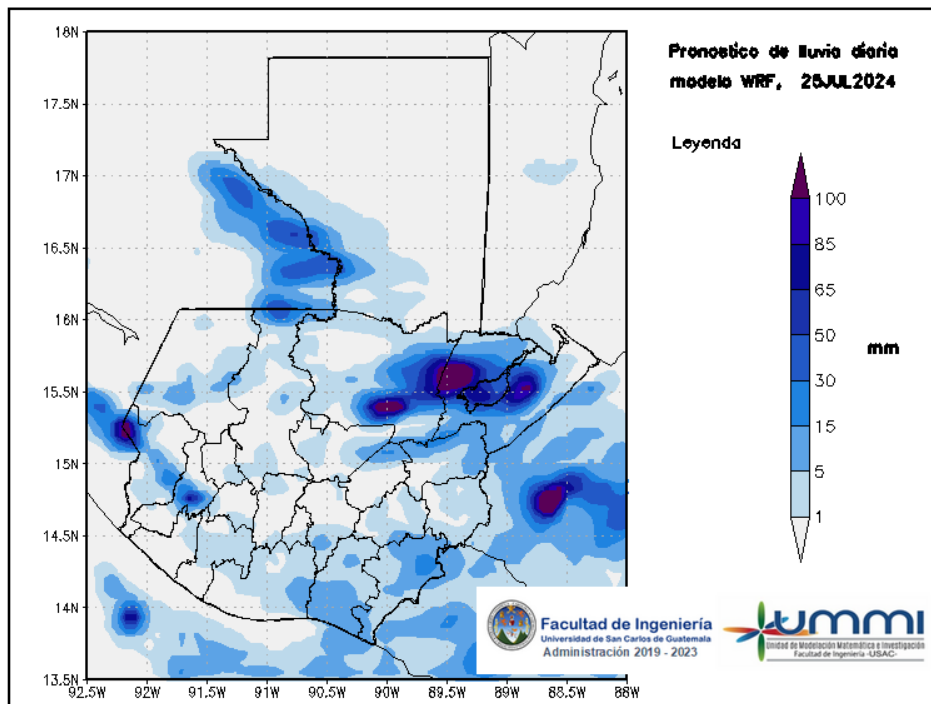 Pronostico de lluvia diaria
modelo WRF, 25JUL2024
Leyenda
100
85
65
50
30
15
5
1
mm
18N
17.5N
17N
16.5N
16N
15.5N
15N
14.5N
14N
13.5N
92.5W 92W 91.5W 91W 90.5W 90W 89.5W 89W 88.5W 88W
Facultad de Ingeniería
Universidad de San Carlos de Guatemala
Administración 2019 - 2023
UMMI
Unidad de Modelación Matemática e Investigación
Facultad de Ingeniería -USAC-